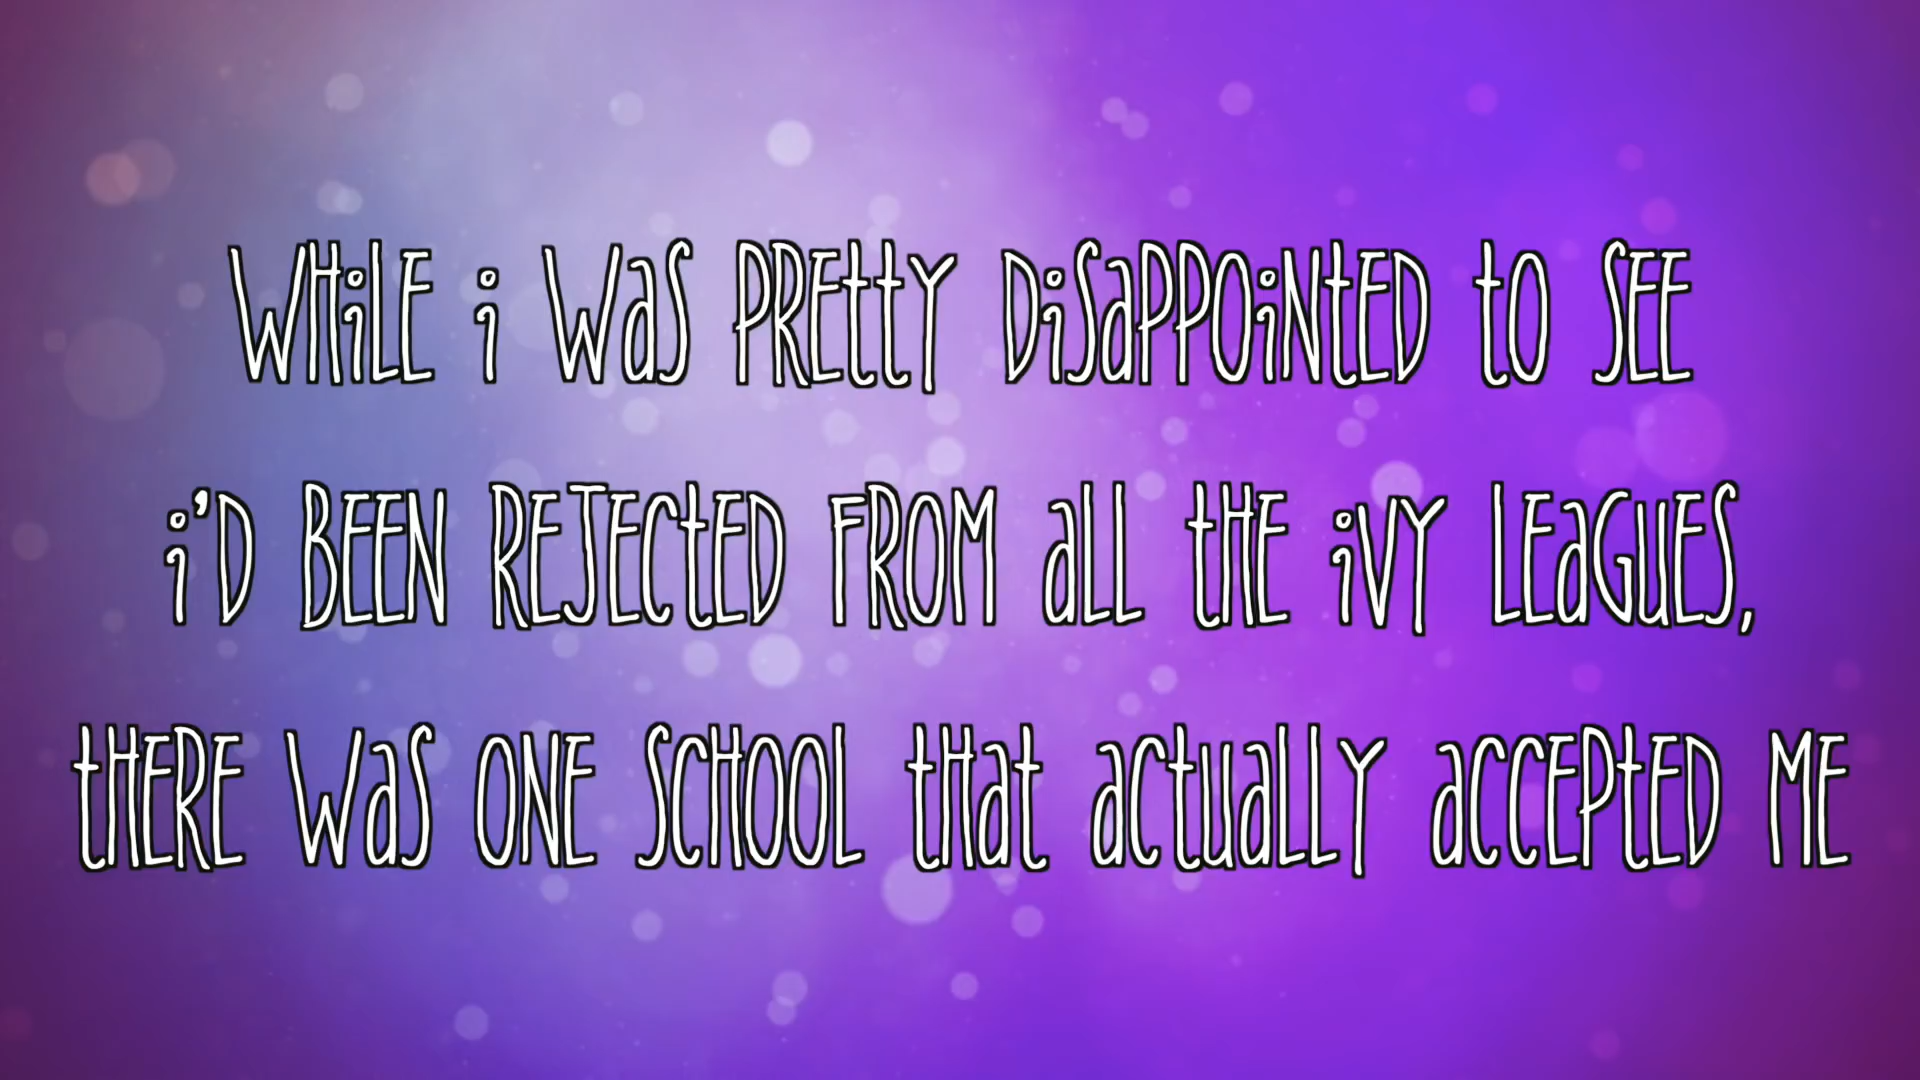 WHiLE i WaS PREttY DiSaPPOiNtED tO SEE
i'D BEEN REJECtED FROM aLL tHE iVY LEaGuES,
tHERE WaS ONE SCHOOL tHat aCtuaLLY aCCEPtED ME